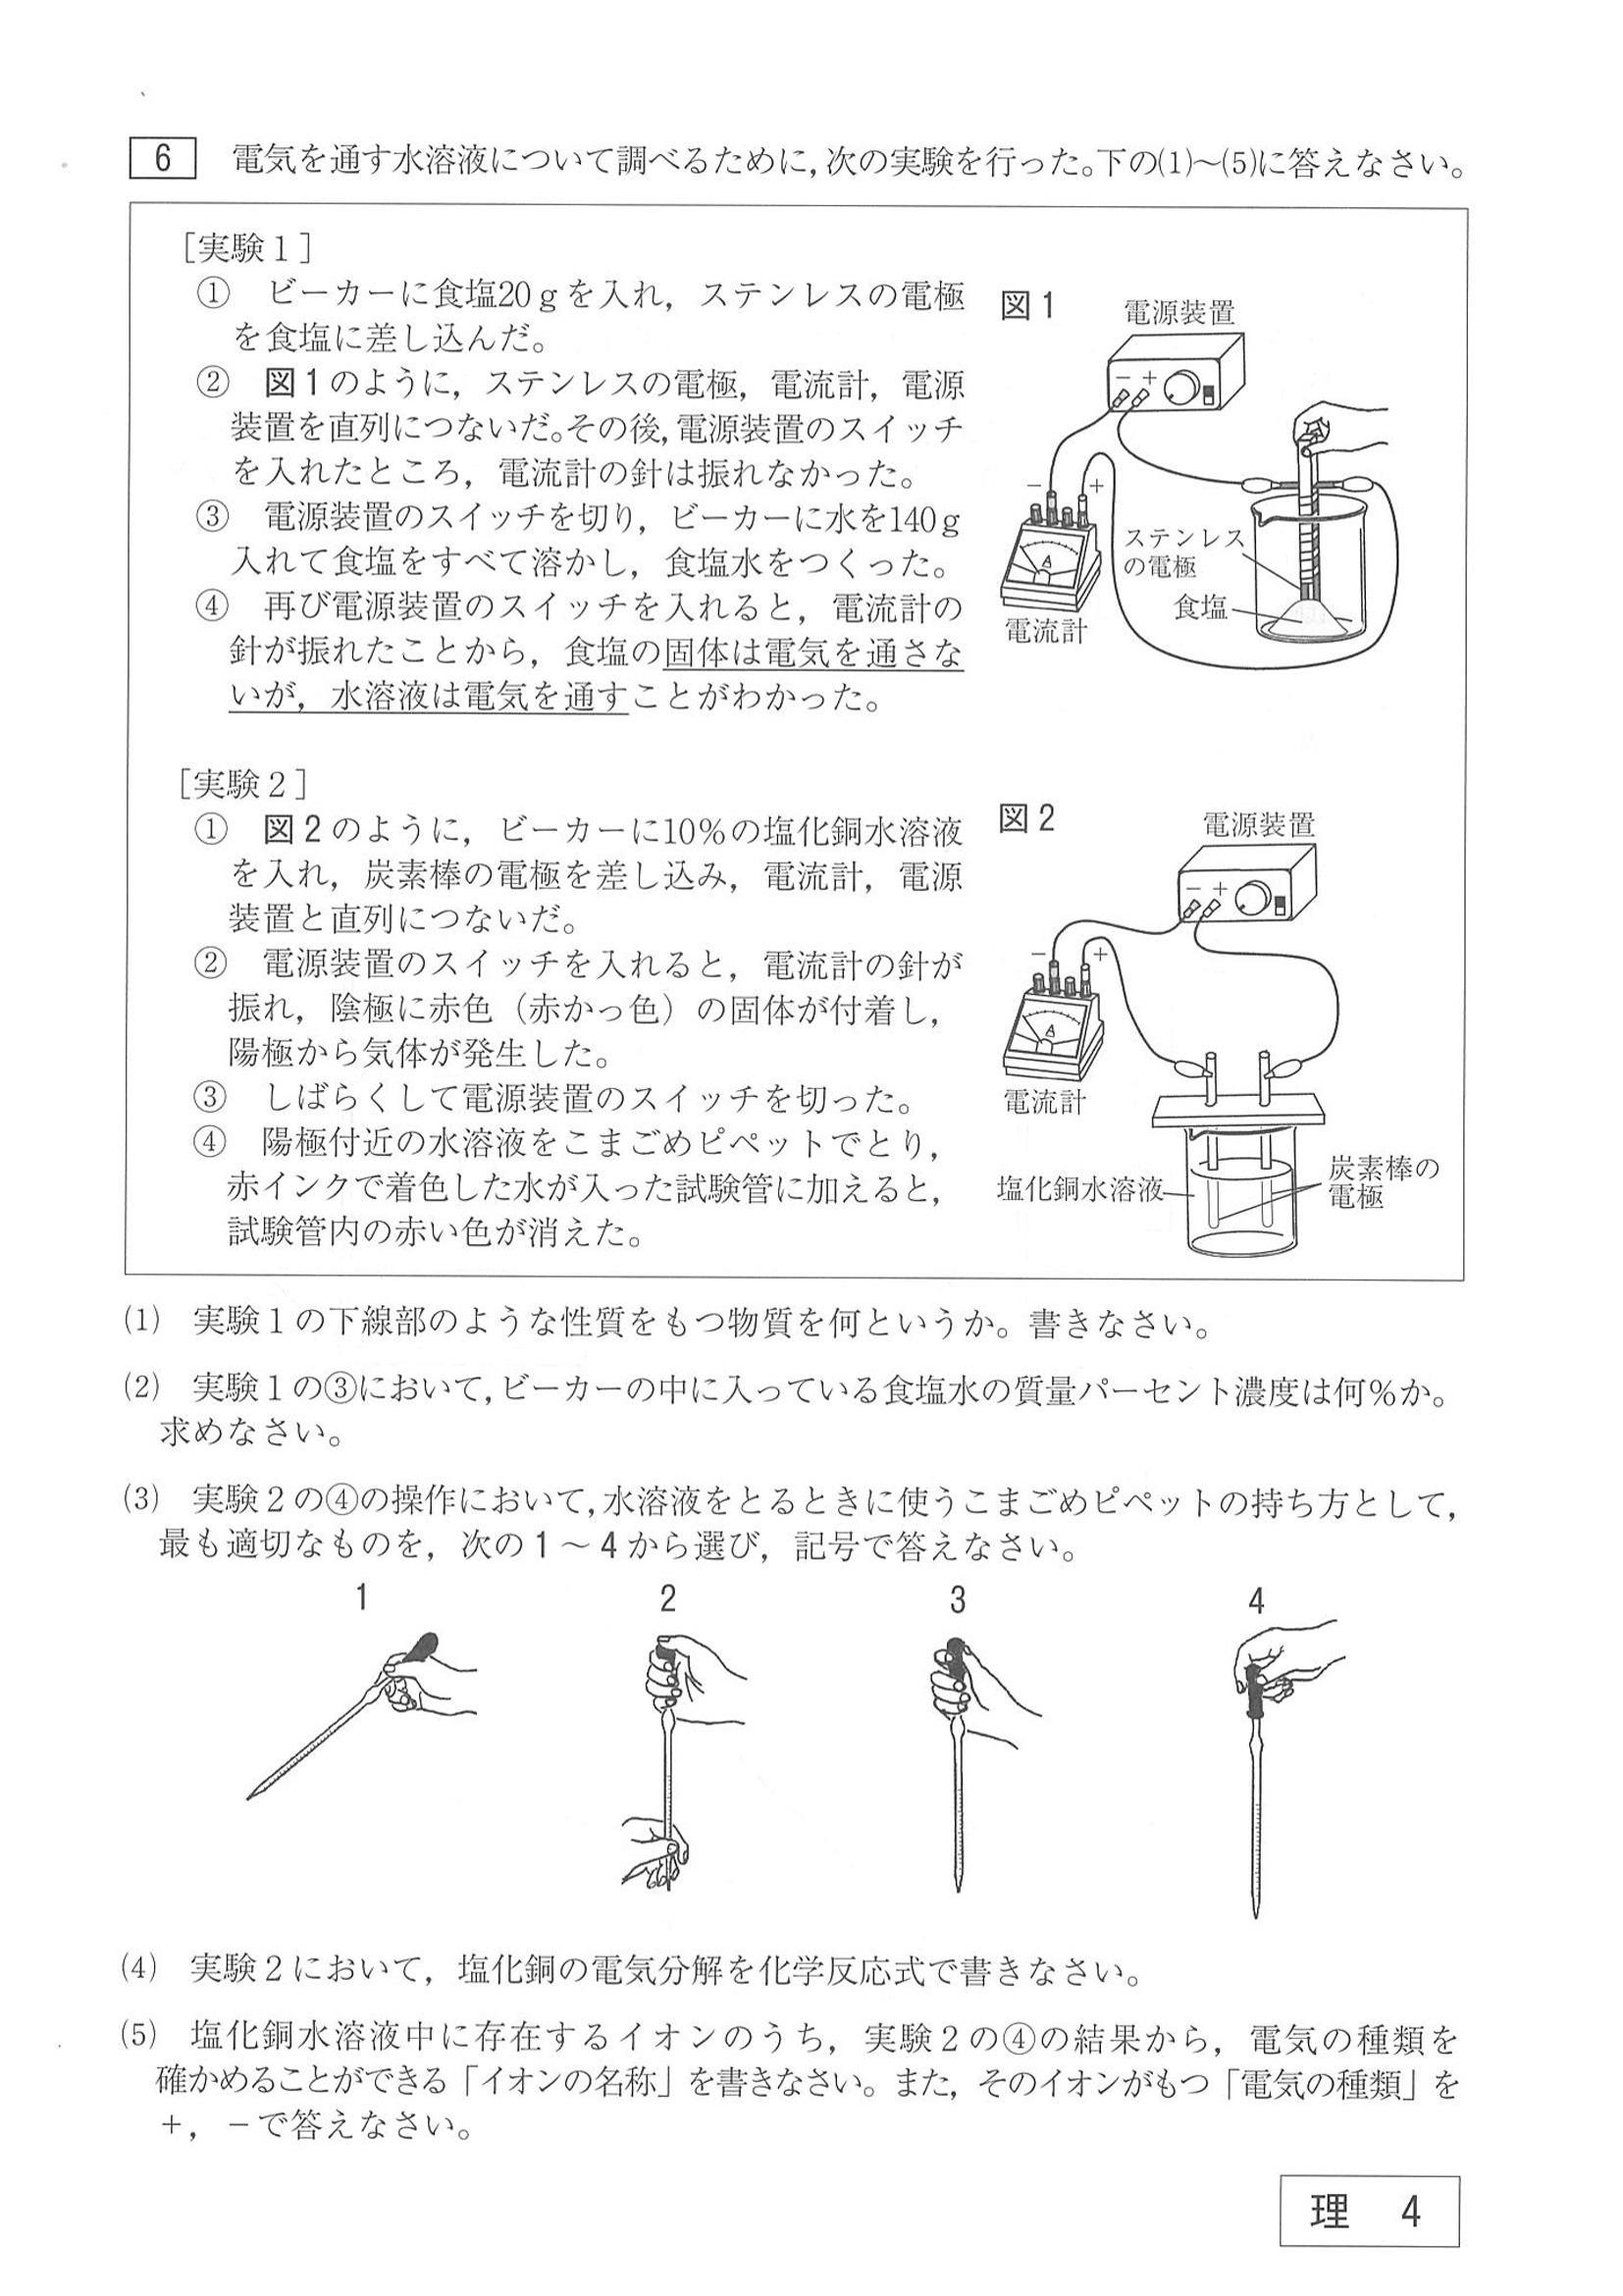 6 電気を通す水溶液について調べるために，次の実験を行った。下の(1)～(5)に答えなさい。
［実験１］
① ビーカーに食塩20ｇを入れ，ステンレスの電極
を食塩に差し込んだ。
② 図１のように，ステンレスの電極，電流計，電源
装置を直列につないだ。その後，電源装置のスイッチ
を入れたところ，電流計の針は振れなかった。
③ 電源装置のスイッチを切り，ビーカーに水を140ｇ
入れて食塩をすべて溶かし，食塩水をつくった。
④ 再び電源装置のスイッチを入れると，電流計の
針が振れたことから，食塩の固体は電気を通さな
いが，水溶液は電気を通すことがわかった。
図１
電源装置
－ ＋
－ ＋
A
ステンレス
の電極
食塩
電流計
［実験２］
① 図２のように，ビーカーに10％の塩化銅水溶液
を入れ，炭素棒の電極を差し込み，電流計，電源
装置と直列につないだ。
② 電源装置のスイッチを入れると，電流計の針が
振れ，陰極に赤色（赤かっ色）の固体が付着し，
陽極から気体が発生した。
③ しばらくして電源装置のスイッチを切った。
④ 陽極付近の水溶液をこまごめピペットでとり，
赤インクで着色した水が入った試験管に加えると，
試験管内の赤い色が消えた。
図２
電源装置
－ ＋
－ ＋
A
電流計
塩化銅水溶液
炭素棒の
電極
(1) 実験１の下線部のような性質をもつ物質を何というか。書きなさい。
(2) 実験１の③において，ビーカーの中に入っている食塩水の質量パーセント濃度は何％か。
求めなさい。
(3) 実験２の④の操作において，水溶液をとるときに使うこまごめピペットの持ち方として，
最も適切なものを，次の１～４から選び，記号で答えなさい。
1 2 3 4
(4) 実験２において，塩化銅の電気分解を化学反応式で書きなさい。
(5) 塩化銅水溶液中に存在するイオンのうち，実験２の④の結果から，電気の種類を
確かめることができる「イオンの名称」を書きなさい。また，そのイオンがもつ「電気の種類」を
＋，－で答えなさい。
理 4